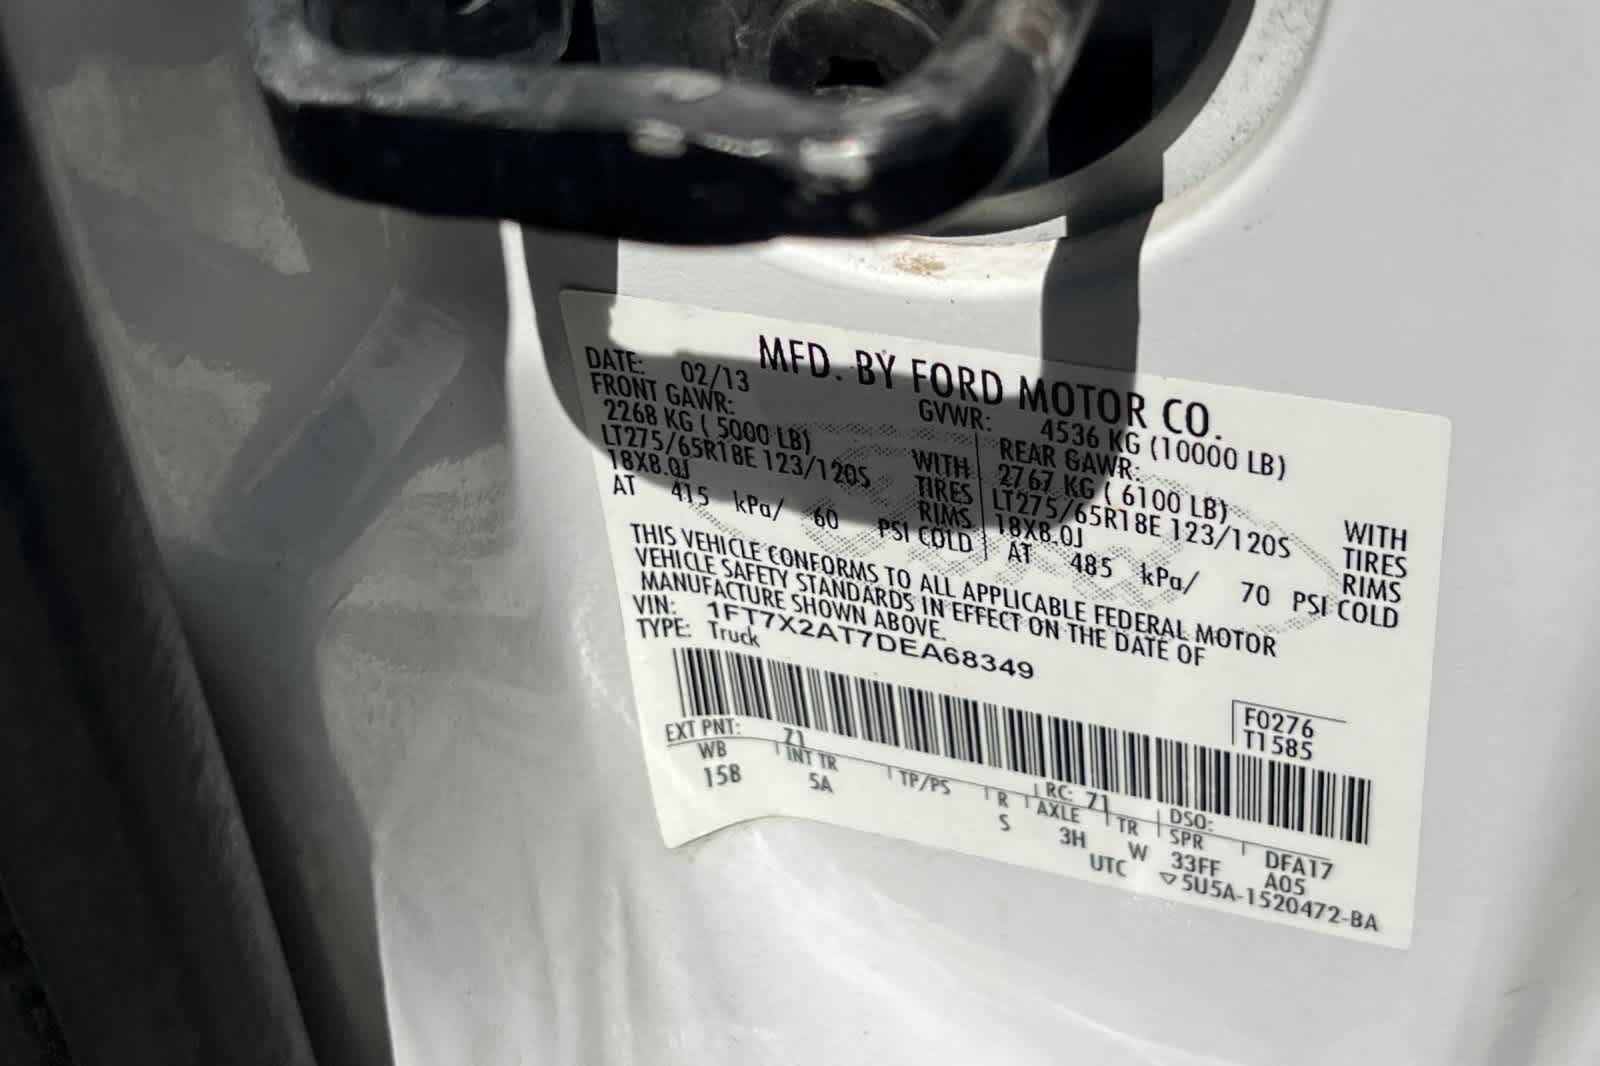 MFD. BY FORD MOTOR CO.
DATE: 02/13 GVWR: 4536 KG (10000 LB)
FRONT GAWR: REAR GAWR:
2268 KG ( 5000 LB) WITH 2767 KG ( 6100 LB) WITH
LT275/65R18E 123/120S TIRES LT275/65R18E 123/120S TIRES
18X8.0J RIMS 18X8.0J RIMS
AT 415 kPa/ 60 PSI COLD AT 485 kPa/ 70 PSI COLD
THIS VEHICLE CONFORMS TO ALL APPLICABLE FEDERAL MOTOR
VEHICLE SAFETY STANDARDS IN EFFECT ON THE DATE OF
MANUFACTURE SHOWN ABOVE.
VIN: 1FT7X2AT7DEA68349
TYPE: Truck
F0276
T1585
EXT PNT: Z1 RC: 71 DSO:
WB INT TR TP/PS R AXLE TR SPR DFA17
158 5A S 3H W 33FF A05
UTC ▽5U5A-1520472-BA